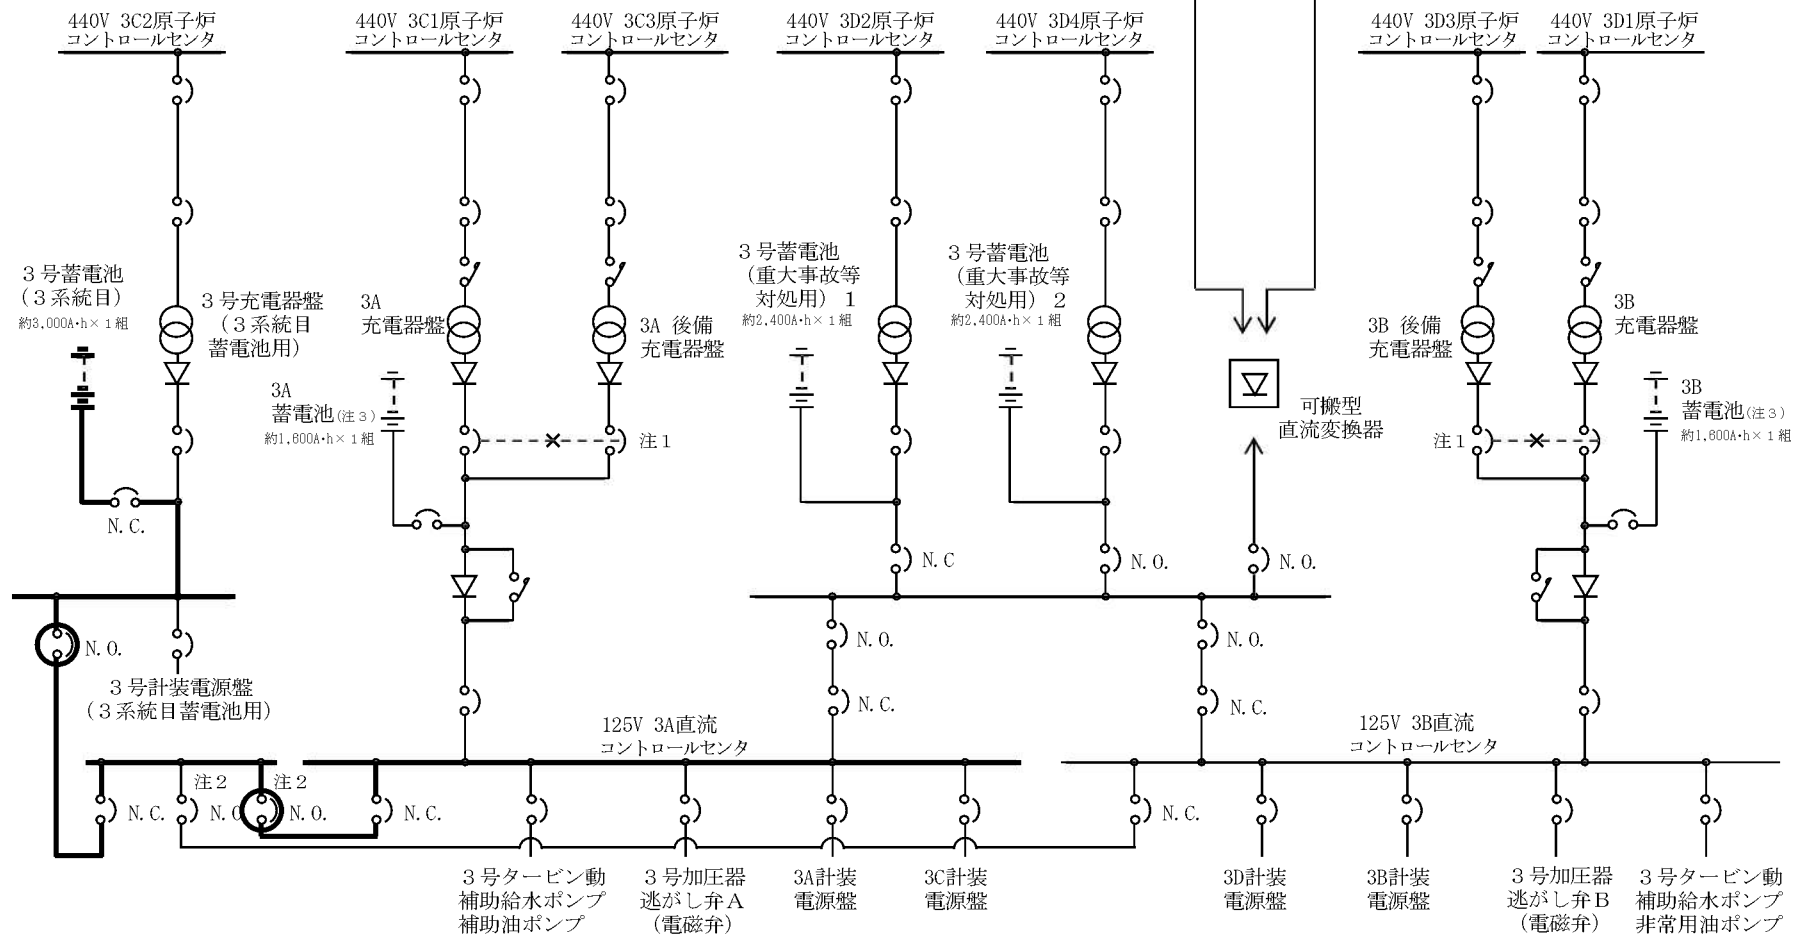 440V 3C2原子炉
コントロールセンタ
440V 3C1原子炉
コントロールセンタ
440V 3C3原子炉
コントロールセンタ
440V 3D2原子炉
コントロールセンタ
440V 3D4原子炉
コントロールセンタ
440V 3D3原子炉
コントロールセンタ
440V 3D1原子炉
コントロールセンタ
3号蓄電池
(3系統目)
約3,000A・h×1組
3号充電器盤
(3系統目
蓄電池用)
3A
充電器盤
3A 後備
充電器盤
3号蓄電池
(重大事故等
対処用) 1
約2,400A・h×1組
3号蓄電池
(重大事故等
対処用) 2
約2,400A・h×1組
3B 後備
充電器盤
3B
充電器盤
3A
蓄電池(注3)
約1,600A・h×1組
注1
可搬型
直流変換器
注1
3B
蓄電池(注3)
約1,600A・h×1組
N.C.
N.C
N.O.
N.O.
N.O.
N.O.
N.O.
3号計装電源盤
(3系統目蓄電池用)
N.C.
N.C.
125V 3A直流
コントロールセンタ
125V 3B直流
コントロールセンタ
注2
注2
N.C.
N.O
N.O.
N.C.
N.C.
3号タービン動
補助給水ポンプ
補助油ポンプ
3号加圧器
逃がし弁A
(電磁弁)
3A計装
電源盤
3C計装
電源盤
3D計装
電源盤
3B計装
電源盤
3号加圧器
逃がし弁B
(電磁弁)
3号タービン動
補助給水ポンプ
非常用油ポンプ